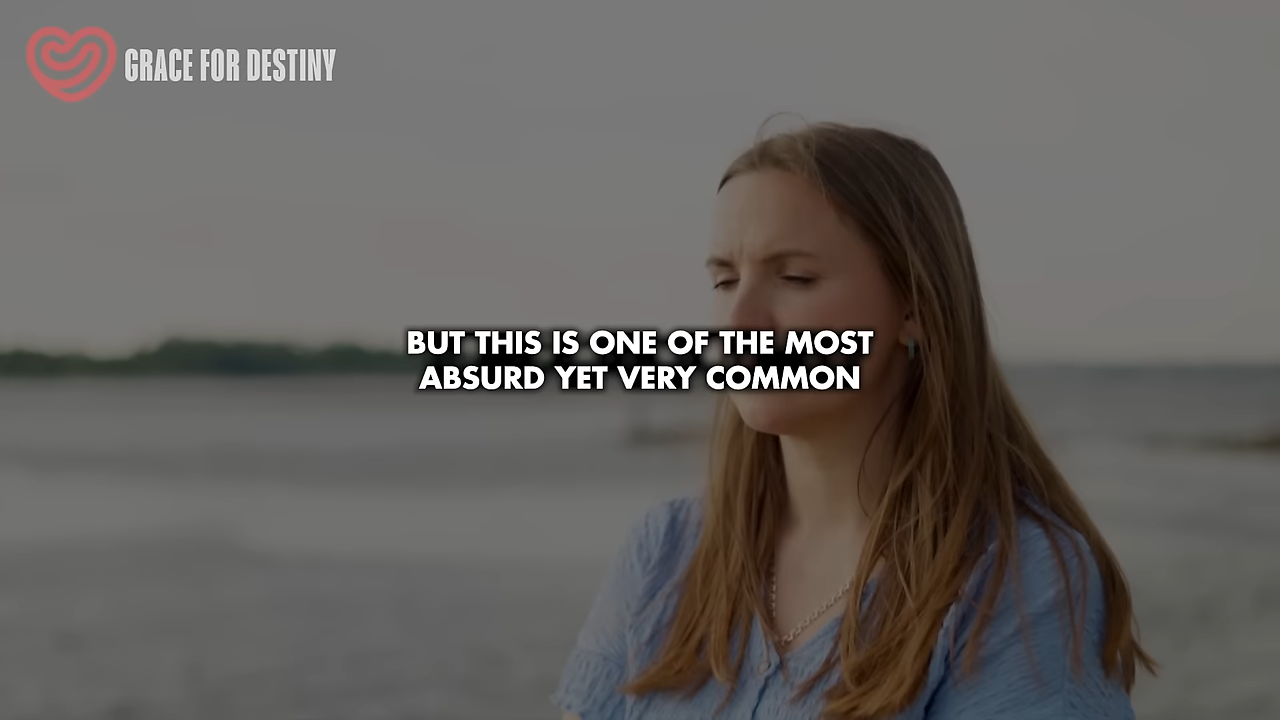 GRACE FOR DESTINY
BUT THIS IS ONE OF THE MOST
ABSURD YET VERY COMMON